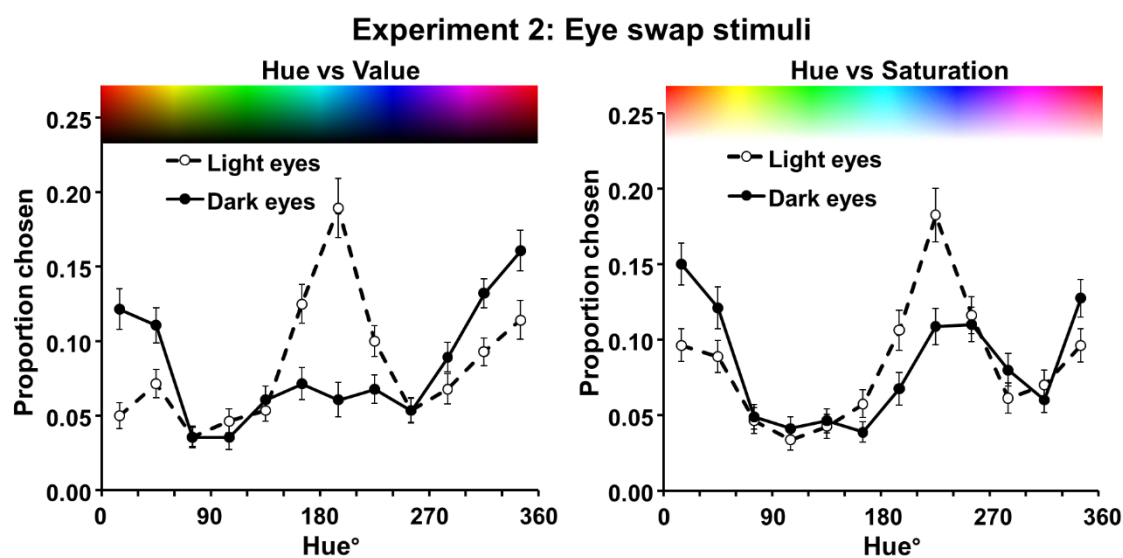 Experiment 2: Eye swap stimuli
Hue vs Value
0.25
0.20
0.15
0.10
0.05
0.00
Proportion chosen
Light eyes
Dark eyes
0 90 180 270 360
Hue°
Hue vs Saturation
0.25
0.20
0.15
0.10
0.05
0.00
Proportion chosen
Light eyes
Dark eyes
0 90 180 270 360
Hue°